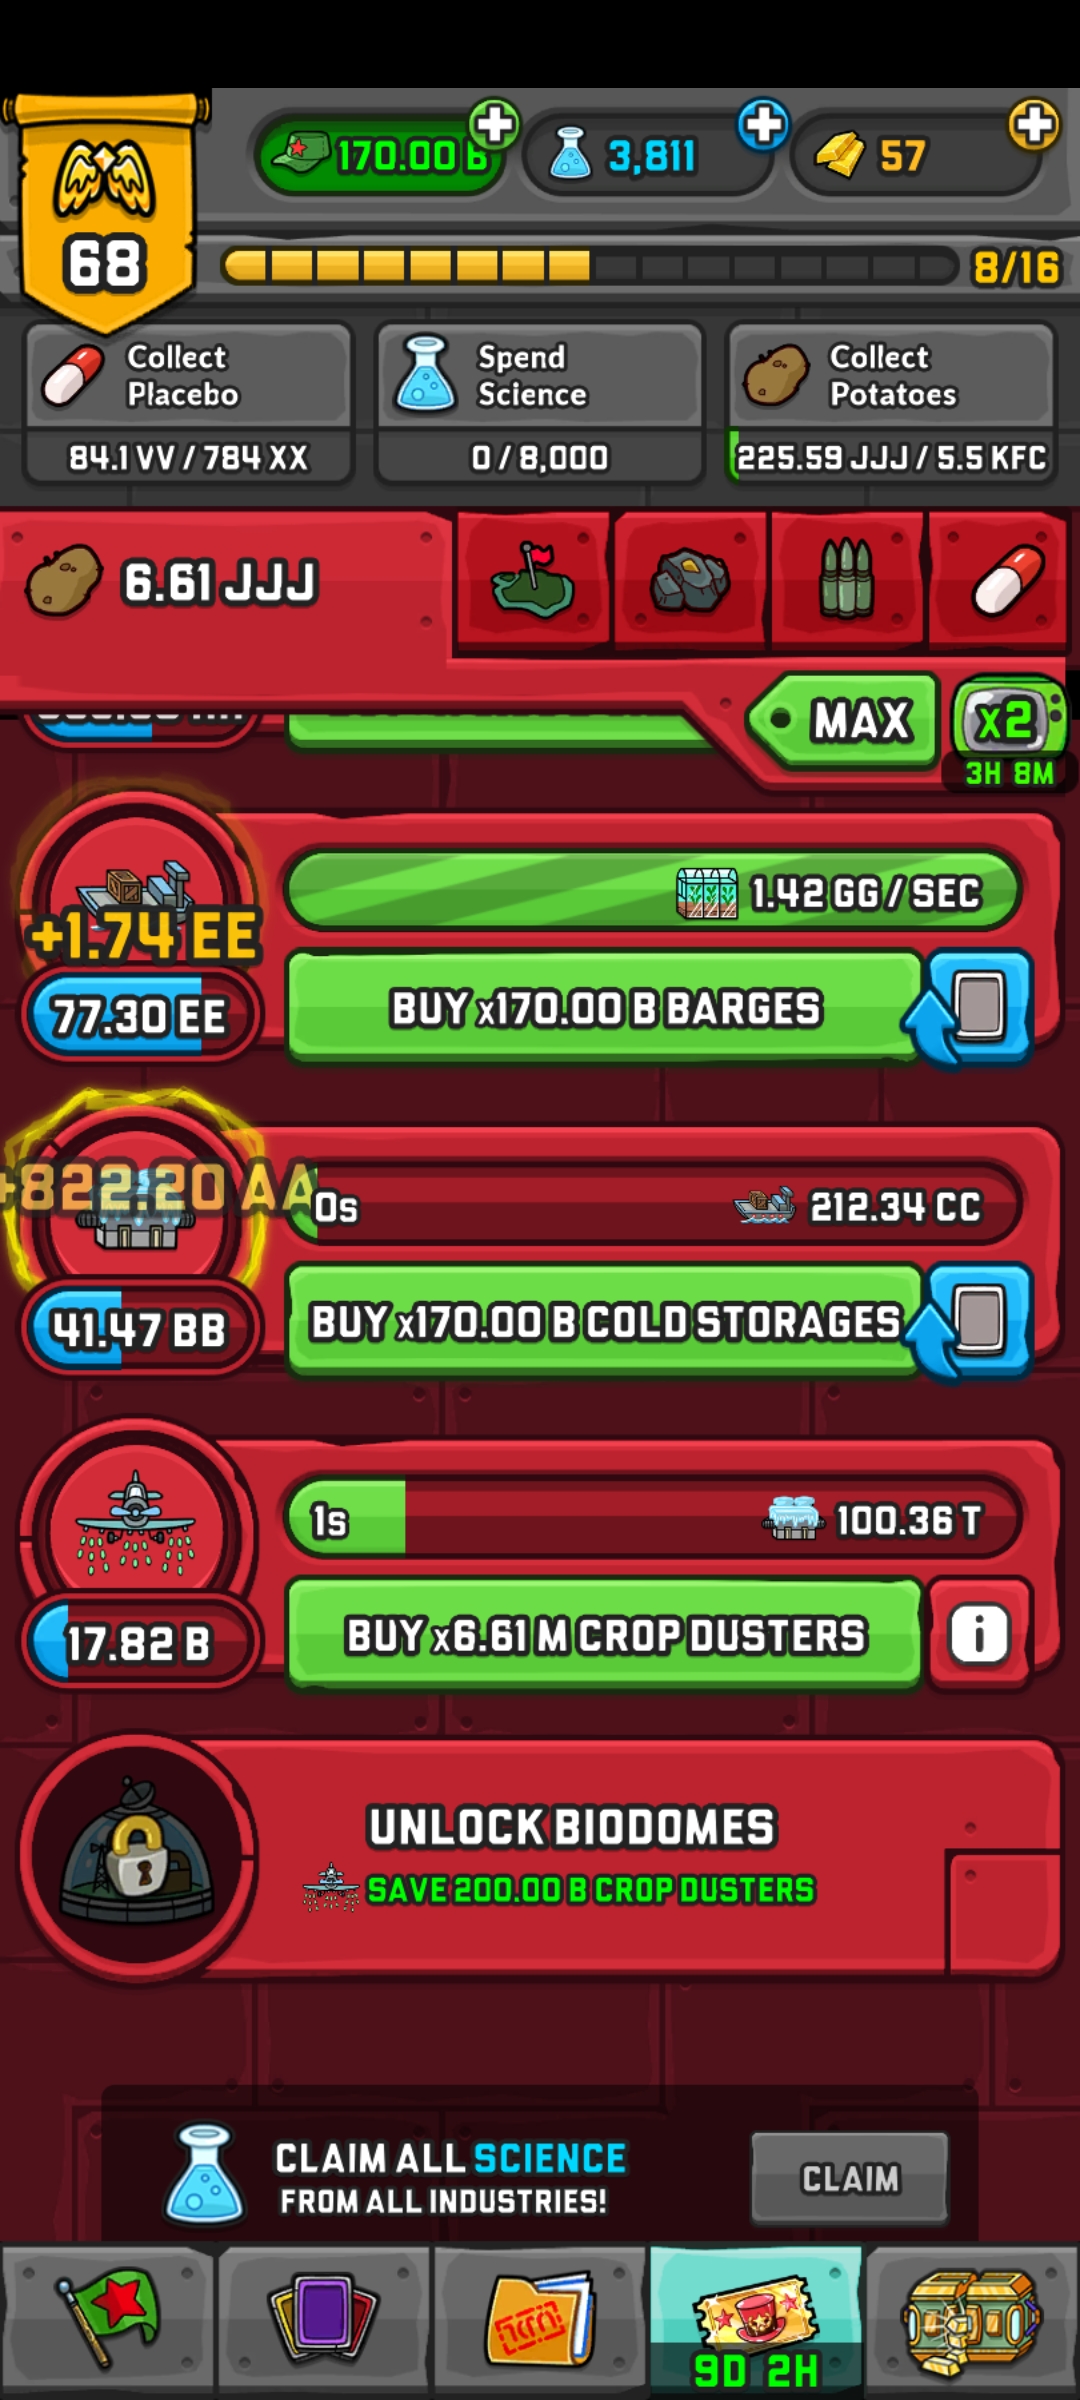 170.00 B
3,811
57
68
8/16
Collect
Placebo
84.1 VV / 784 XX
Spend
Science
0 / 8,000
Collect
Potatoes
225.59 JJJ / 5.5 KFC
6.61 JJJ
MAX
x2
3H 8M
+1.74 EE
1.42 GG / SEC
77.30 EE
BUY x170.00 B BARGES
+822.20 AA
0s
212.34 CC
41.47 BB
BUY x170.00 B COLD STORAGES
1s
100.36 T
17.82 B
BUY x6.61 M CROP DUSTERS
i
UNLOCK BIODOMES
SAVE 200.00 B CROP DUSTERS
CLAIM ALL SCIENCE
FROM ALL INDUSTRIES!
CLAIM
9D 2H